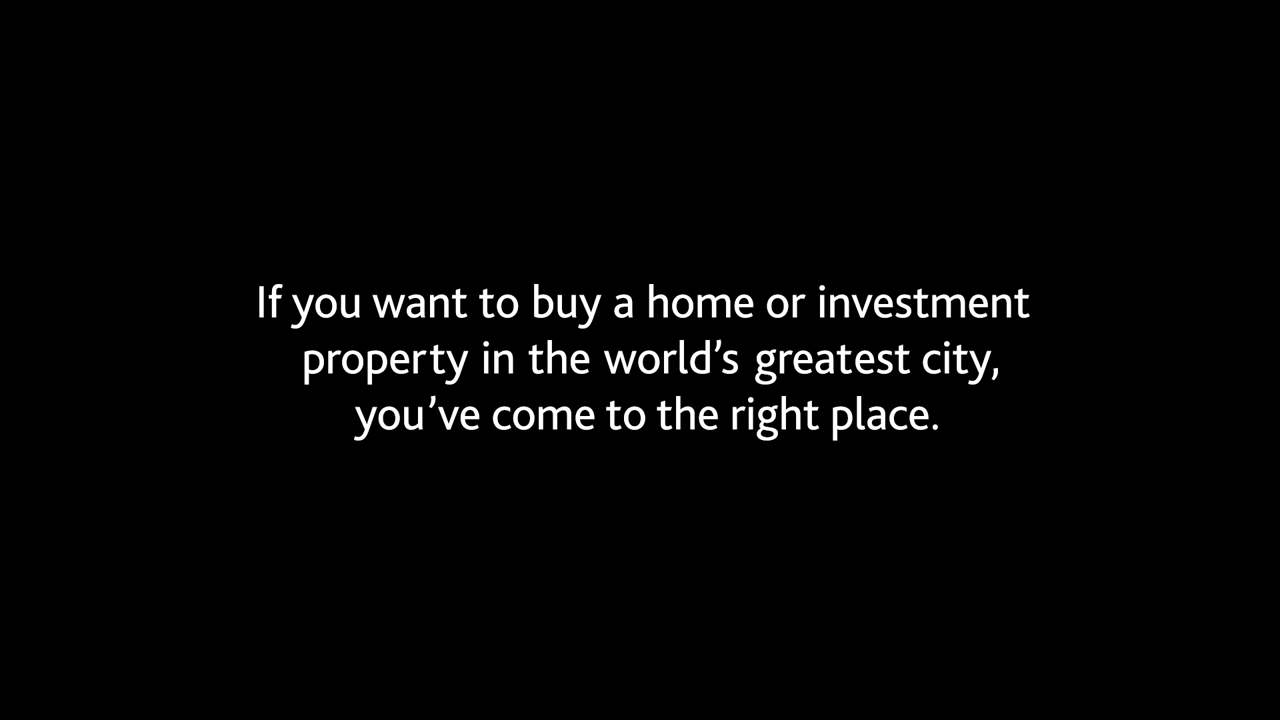 If you want to buy a home or investment
property in the world’s greatest city,
you’ve come to the right place.